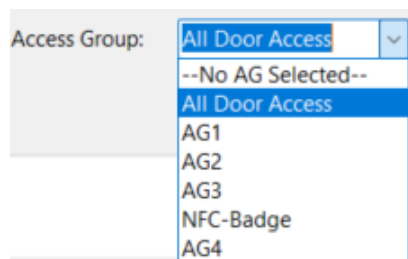 Access Group: All Door Access
--No AG Selected--
All Door Access
AG1
AG2
AG3
NFC-Badge
AG4